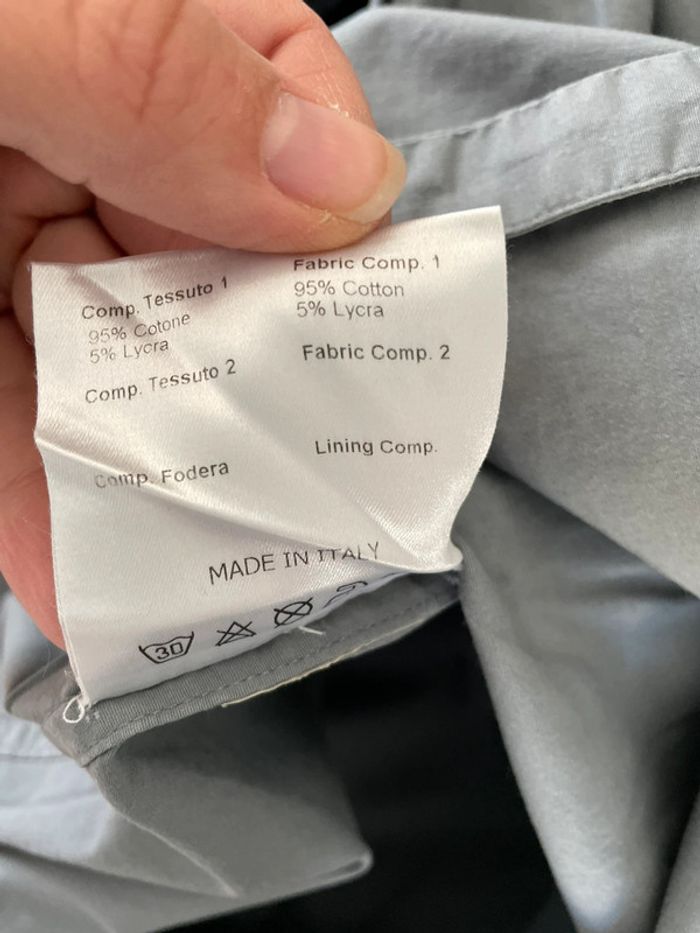 Comp. Tessuto 1
95% Cotone
5% Lycra
Comp. Tessuto 2
Comp. Fodera
Fabric Comp. 1
95% Cotton
5% Lycra
Fabric Comp. 2
Lining Comp.
MADE IN ITALY
30